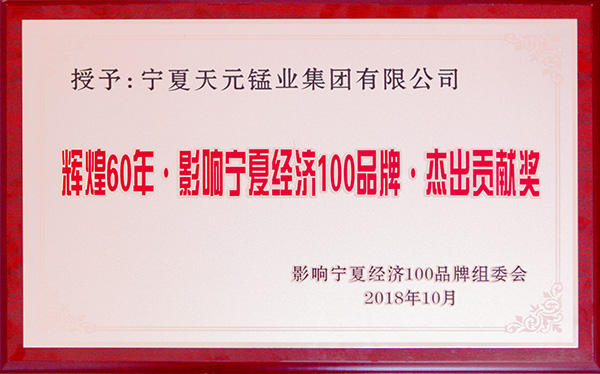 授予：宁夏天元锰业集团有限公司
辉煌60年·影响宁夏经济100品牌·杰出贡献奖
影响宁夏经济100品牌组委会
2018年10月